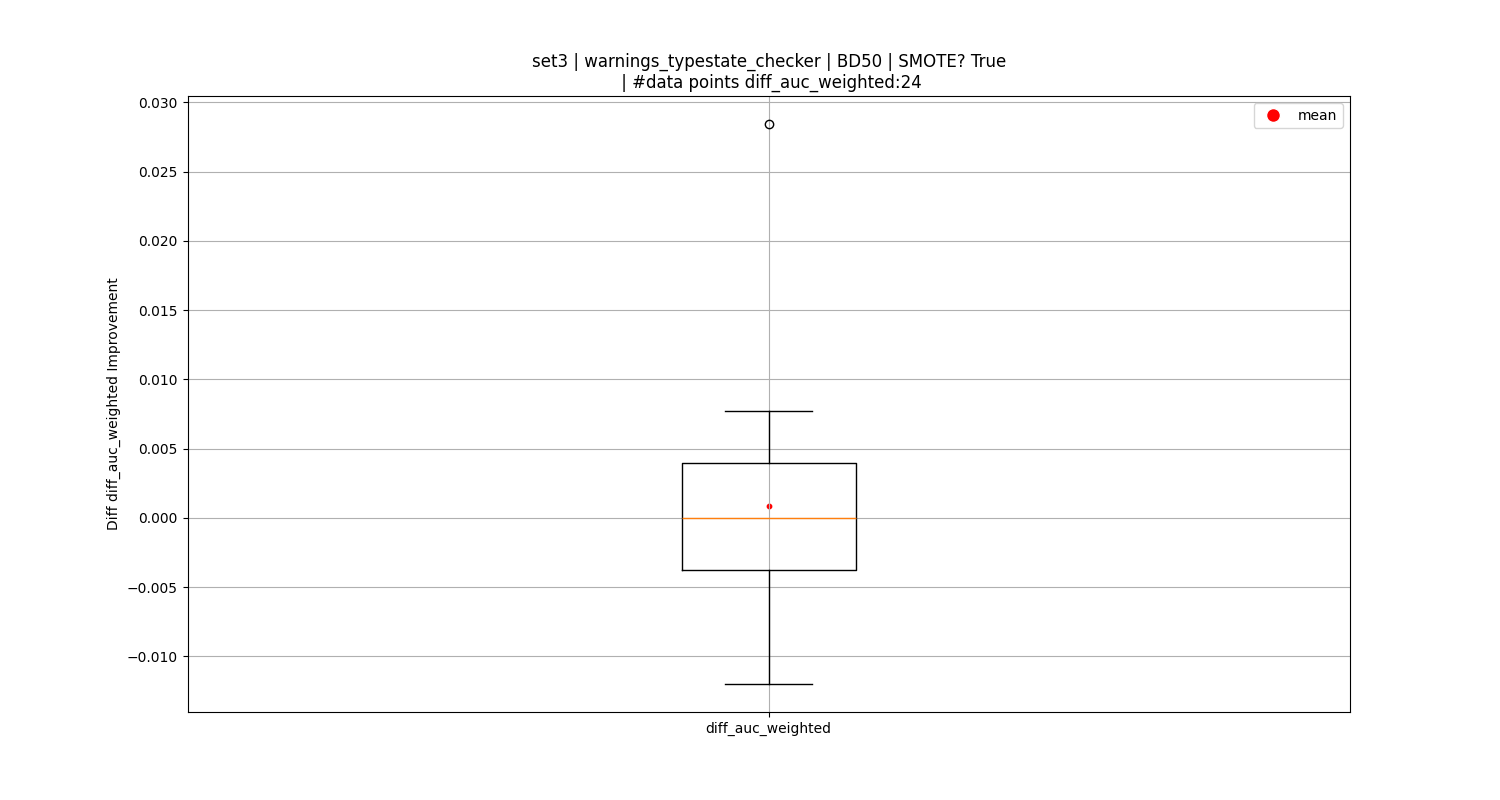 set3 | warnings_typestate_checker | BD50 | SMOTE? True
| #data points diff_auc_weighted:24
mean
0.030
0.025
0.020
0.015
0.010
0.005
0.000
−0.005
−0.010
Diff diff_auc_weighted Improvement
diff_auc_weighted